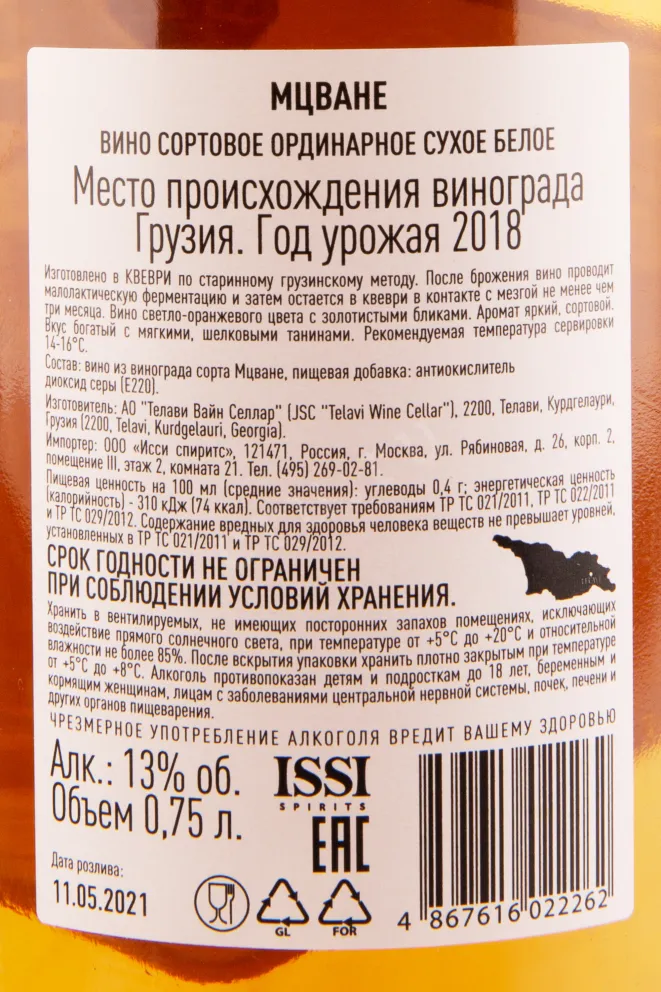 МЦВАНЕ
ВИНО СОРТОВОЕ ОРДИНАРНОЕ СУХОЕ БЕЛОЕ
Место происхождения винограда
Грузия. Год урожая 2018
Изготовлено в КВЕВРИ по старинному грузинскому методу. После брожения вино проводит
малолактическую ферментацию и затем остается в квеври в контакте с мезгой не менее чем
три месяца. Вино светло-оранжевого цвета с золотистыми бликами. Аромат яркий, сортовой.
Вкус богатый с мягкими, шелковыми танинами. Рекомендуемая температура сервировки
14-16°С.
Состав: вино из винограда сорта Мцване, пищевая добавка: антиокислитель
диоксид серы (Е220).
Изготовитель: АО "Телави Вайн Селлар" (JSC "Telavi Wine Cellar"), 2200, Телави, Курдгелаури,
Грузия (2200, Telavi, Kurdgelauri, Georgia).
Импортер: ООО «Исси спиритс», 121471, Россия, г. Москва, ул. Рябиновая, д. 26, корп. 2,
помещение III, этаж 2, комната 21. Тел. (495) 269-02-81.
Пищевая ценность на 100 мл (средние значения): углеводы 0,4 г; энергетическая ценность
(калорийность) - 310 кДж (74 ккал). Соответствует требованиям ТР ТС 021/2011, ТР ТС 022/2011
и ТР ТС 029/2012. Содержание вредных для здоровья человека веществ не превышает уровней,
установленных в ТР ТС 021/2011 и ТР ТС 029/2012.
СРОК ГОДНОСТИ НЕ ОГРАНИЧЕН
ПРИ СОБЛЮДЕНИИ УСЛОВИЙ ХРАНЕНИЯ.
Хранить в вентилируемых, не имеющих посторонних запахов помещениях, исключающих
воздействие прямого солнечного света, при температуре от +5°С до +20°С и относительной
влажности не более 85%. После вскрытия упаковки хранить плотно закрытым при температуре
от +5°С до +8°С. Алкоголь противопоказан детям и подросткам до 18 лет, беременным и
кормящим женщинам, лицам с заболеваниями центральной нервной системы, почек, печени и
других органов пищеварения.
ЧРЕЗМЕРНОЕ УПОТРЕБЛЕНИЕ АЛКОГОЛЯ ВРЕДИТ ВАШЕМУ ЗДОРОВЬЮ
Алк.: 13% об.
Объем 0,75 л.
ISSI
SPIRITS
EAC
Дата розлива:
11.05.2021
GL
FOR
4 867616 022262